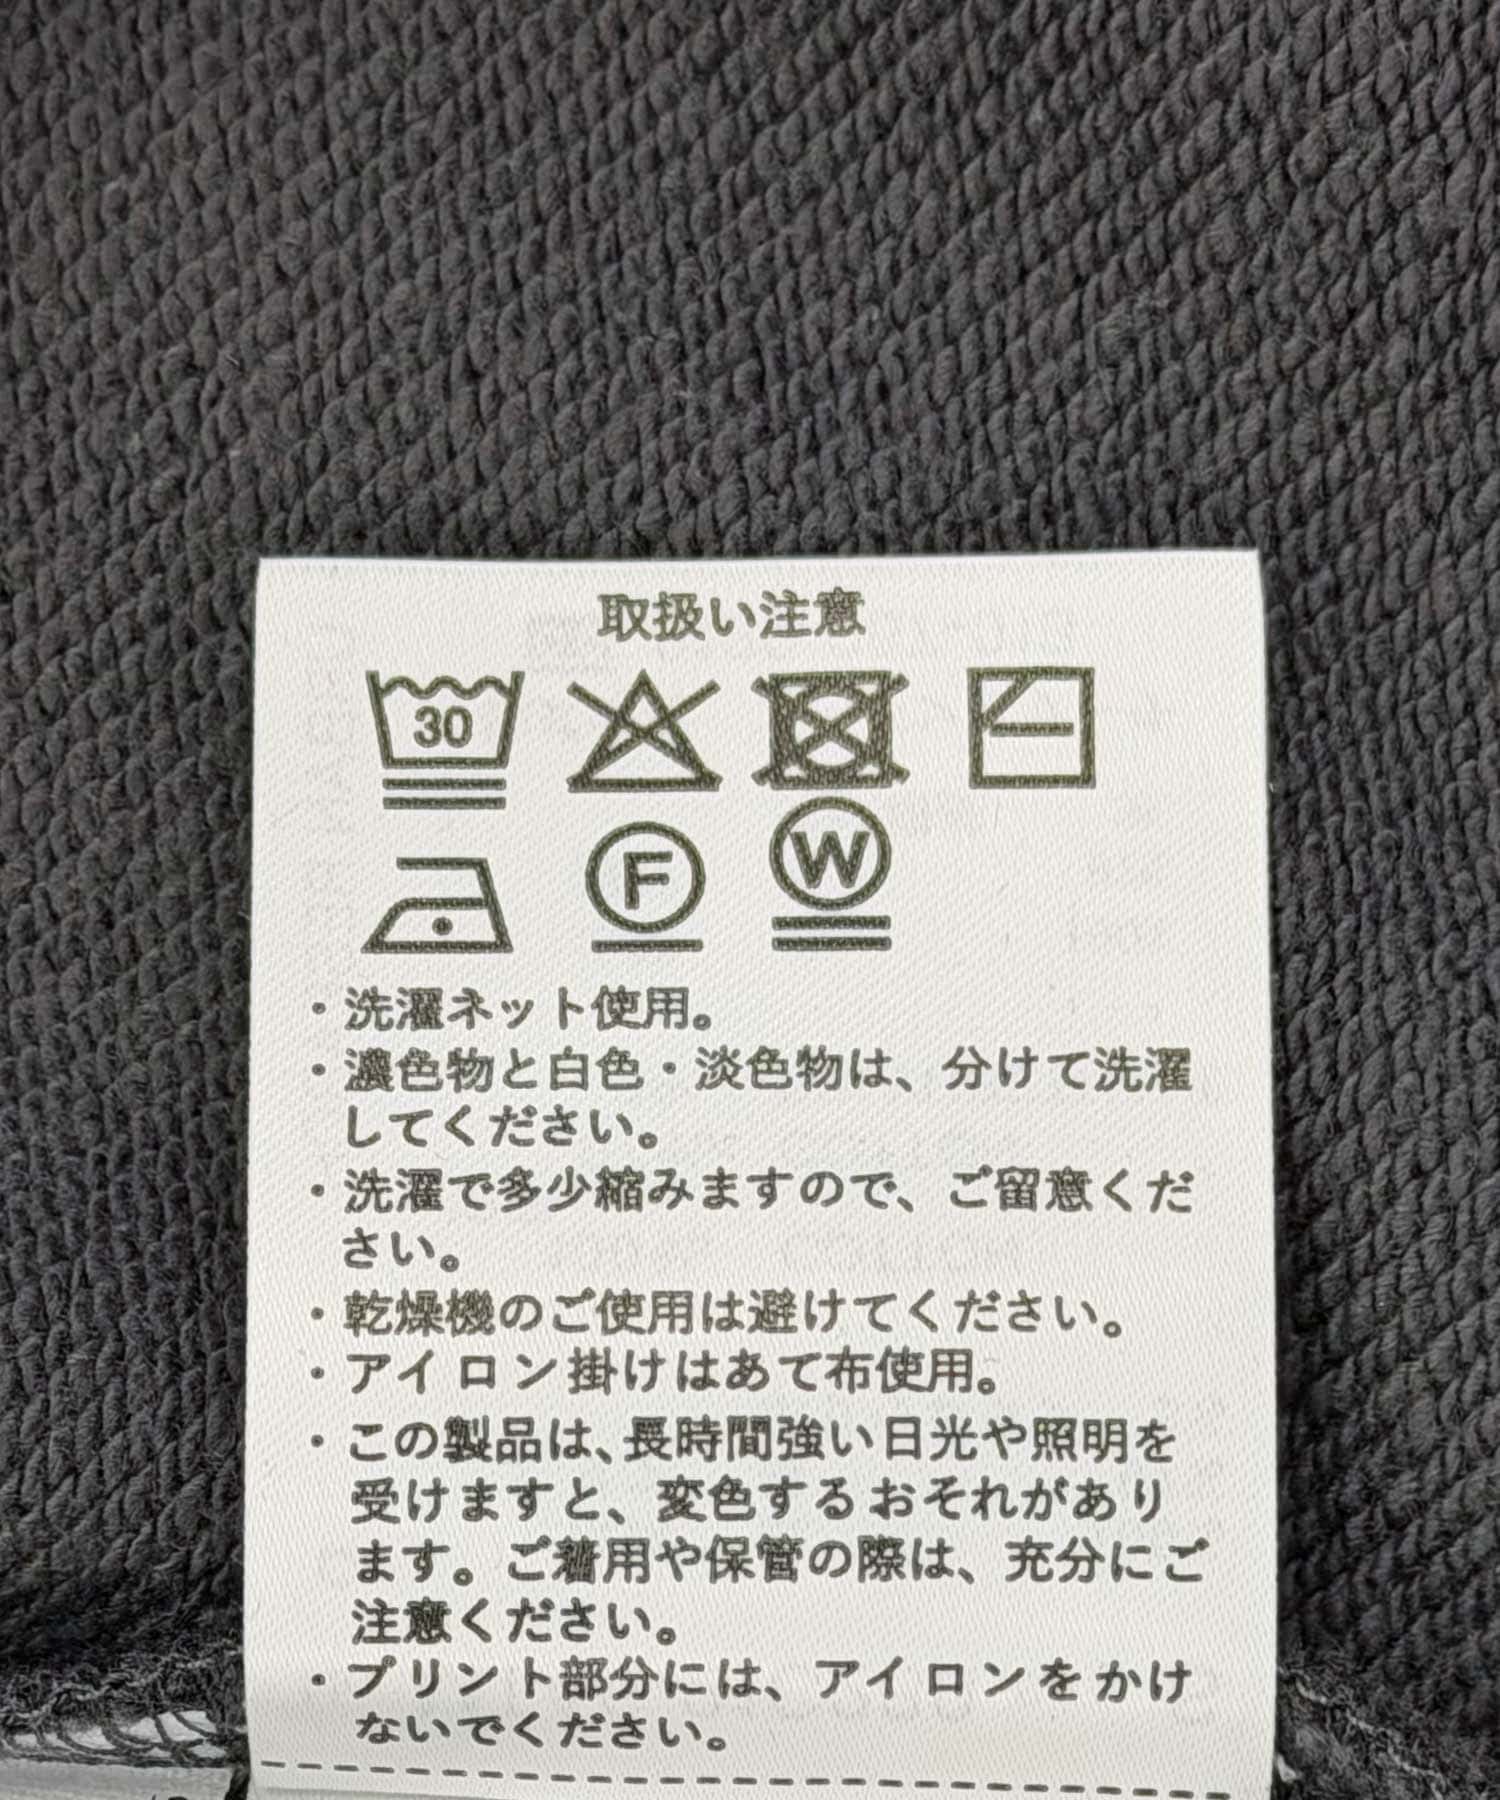 取扱い注意
30
F W
・洗濯ネット使用。
・濃色物と白色・淡色物は、分けて洗濯
してください。
・洗濯で多少縮みますので、ご留意くだ
さい。
・乾燥機のご使用は避けてください。
・アイロン掛けはあて布使用。
・この製品は、長時間強い日光や照明を
受けますと、変色するおそれがあり
ます。ご着用や保管の際は、充分にご
注意ください。
・プリント部分には、アイロンをかけ
ないでください。